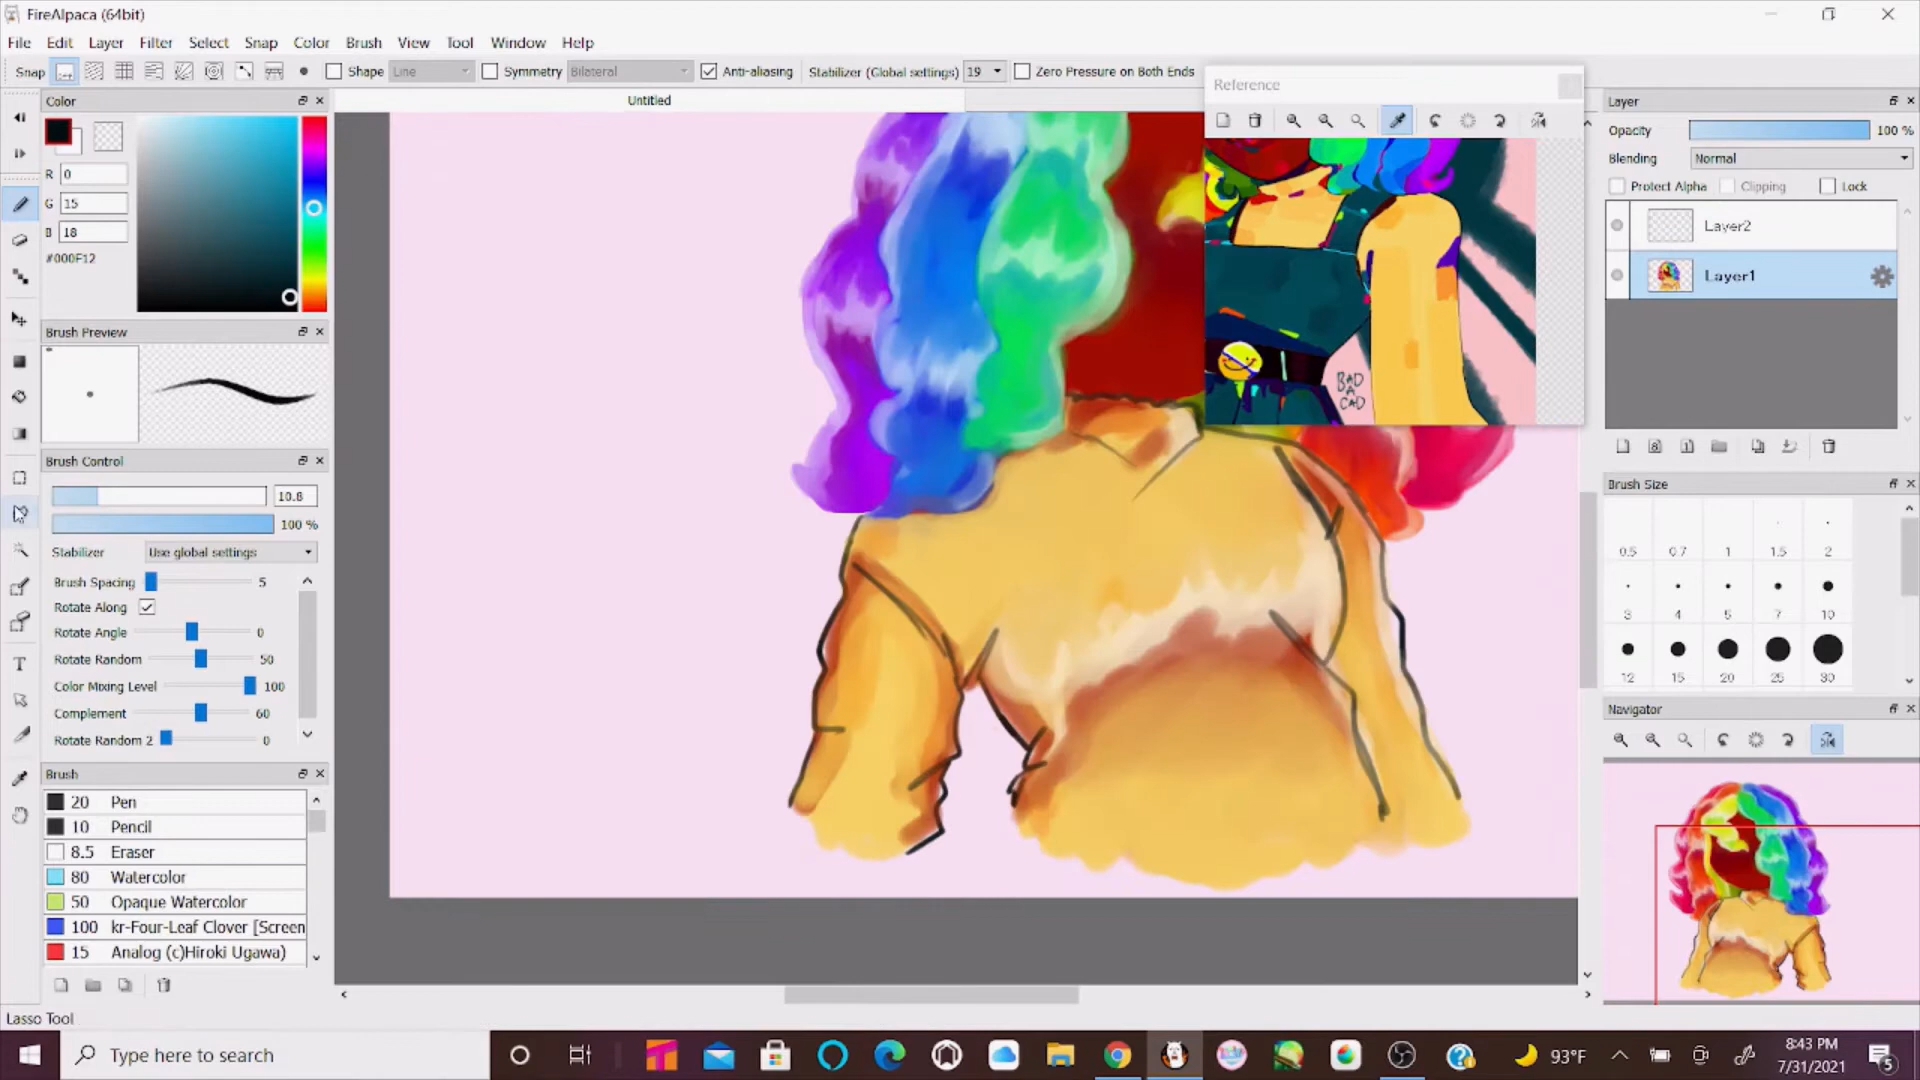 FireAlpaca (64bit)
File Edit Layer Filter Select Snap Color Brush View Tool Window Help
Snap Shape Line Symmetry Bilateral Anti-aliasing Stabilizer (Global settings) 19 Zero Pressure on Both Ends
Color
R 0
G 15
B 18
#000F12
Brush Preview
Brush Control
10.8
100 %
Stabilizer Use global settings
Brush Spacing 5
Rotate Along
Rotate Angle 0
Rotate Random 50
Color Mixing Level 100
Complement 60
Rotate Random 2 0
Brush
20 Pen
10 Pencil
8.5 Eraser
80 Watercolor
50 Opaque Watercolor
100 kr-Four-Leaf Clover [Screen
15 Analog (c)Hiroki Ugawa)
Lasso Tool
Untitled
Reference
BAD
A
CAD
Layer
Opacity 100 %
Blending Normal
Protect Alpha Clipping Lock
Layer2
Layer1
Brush Size
0.5 0.7 1 1.5 2
3 4 5 7 10
12 15 20 25 30
Navigator
T
Type here to search
93°F
8:43 PM
7/31/2021
5